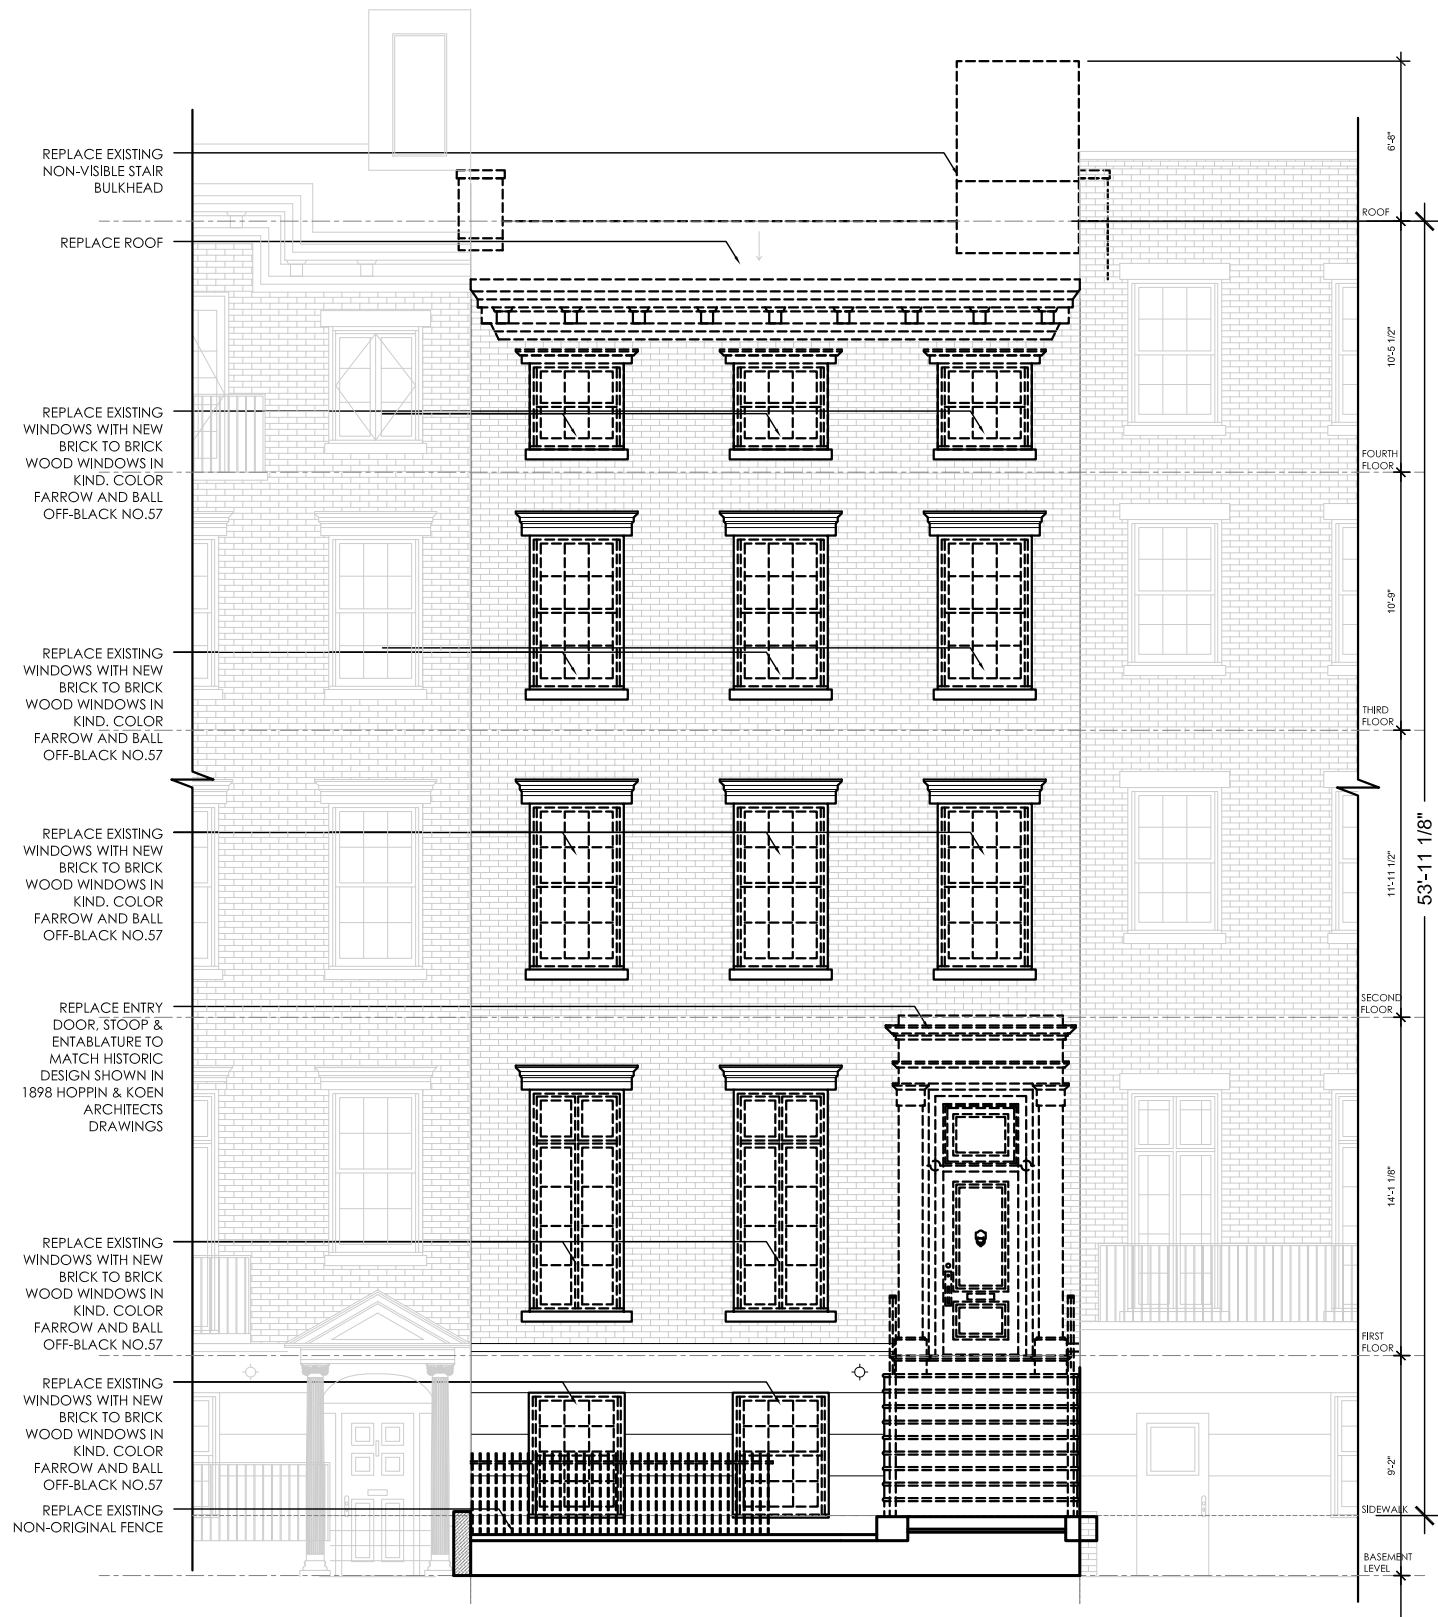 REPLACE EXISTING
NON-VISIBLE STAIR
BULKHEAD
REPLACE ROOF
REPLACE EXISTING
WINDOWS WITH NEW
BRICK TO BRICK
WOOD WINDOWS IN
KIND. COLOR
FARROW AND BALL
OFF-BLACK NO.57
REPLACE EXISTING
WINDOWS WITH NEW
BRICK TO BRICK
WOOD WINDOWS IN
KIND. COLOR
FARROW AND BALL
OFF-BLACK NO.57
REPLACE EXISTING
WINDOWS WITH NEW
BRICK TO BRICK
WOOD WINDOWS IN
KIND. COLOR
FARROW AND BALL
OFF-BLACK NO.57
REPLACE ENTRY
DOOR, STOOP &
ENTABLATURE TO
MATCH HISTORIC
DESIGN SHOWN IN
1898 HOPPIN & KOEN
ARCHITECTS
DRAWINGS
REPLACE EXISTING
WINDOWS WITH NEW
BRICK TO BRICK
WOOD WINDOWS IN
KIND. COLOR
FARROW AND BALL
OFF-BLACK NO.57
REPLACE EXISTING
WINDOWS WITH NEW
BRICK TO BRICK
WOOD WINDOWS IN
KIND. COLOR
FARROW AND BALL
OFF-BLACK NO.57
REPLACE EXISTING
NON-ORIGINAL FENCE
6'-8"
ROOF
10'-5 1/2"
FOURTH
FLOOR
10'-9"
THIRD
FLOOR
11'-11 1/2"
53'-11 1/8"
SECOND
FLOOR
14'-1 1/8"
FIRST
FLOOR
9'-2"
SIDEWALK
BASEMENT
LEVEL